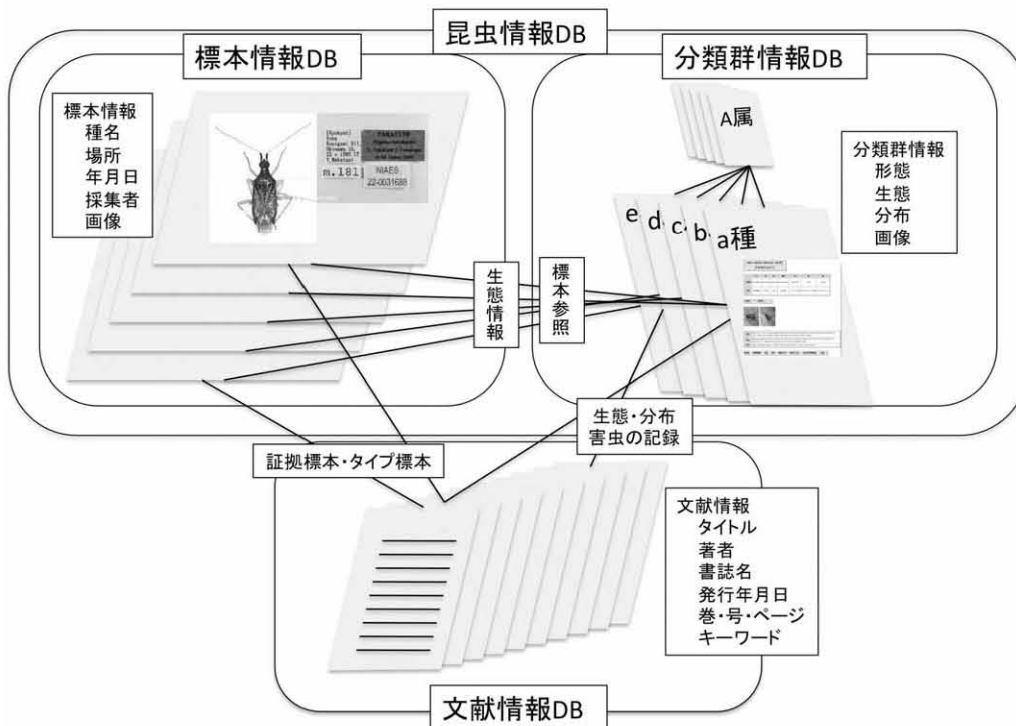 昆虫情報DB
標本情報DB
分類群情報DB
標本情報
種名
場所
年月日
採集者
画像
m.181
NIAES
22-0031688
A属
e
d
c
b
a種
分類群情報
形態
生態
分布
画像
生態情報
標本参照
生態・分布
害虫の記録
証拠標本・タイプ標本
文献情報
タイトル
著者
書誌名
発行年月日
巻・号・ページ
キーワード
文献情報DB